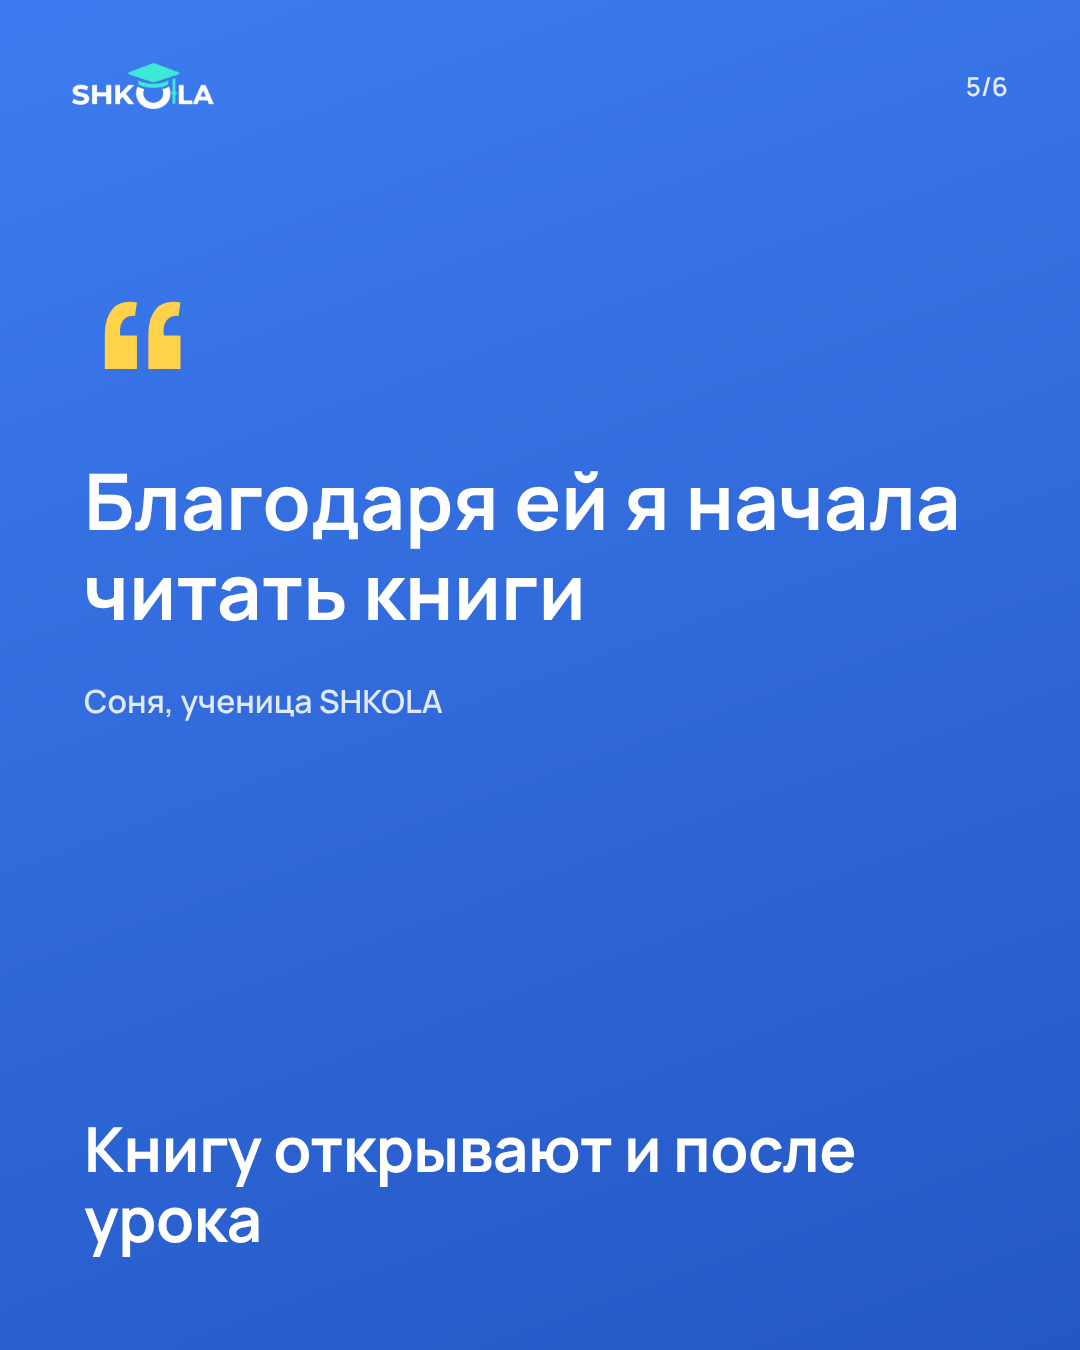 SHKOLA
5/6
“
Благодаря ей я начала
читать книги
Соня, ученица SHKOLA
Книгу открывают и после
урока